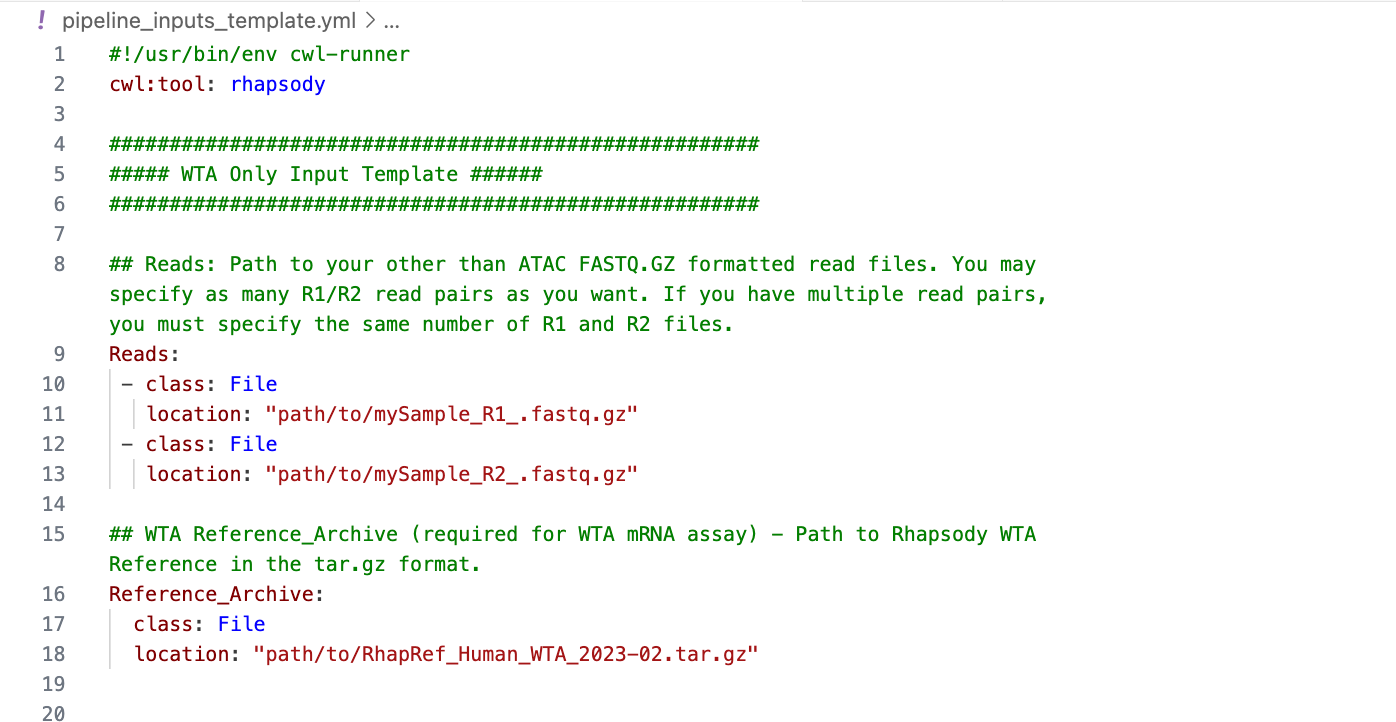 ! pipeline_inputs_template.yml > ...
1 #!/usr/bin/env cwl-runner
2 cwl:tool: rhapsody
3
4 ######################################################
5 ##### WTA Only Input Template ######
6 ######################################################
7
8 ## Reads: Path to your other than ATAC FASTQ.GZ formatted read files. You may
specify as many R1/R2 read pairs as you want. If you have multiple read pairs,
you must specify the same number of R1 and R2 files.
9 Reads:
10 - class: File
11 location: "path/to/mySample_R1_.fastq.gz"
12 - class: File
13 location: "path/to/mySample_R2_.fastq.gz"
14
15 ## WTA Reference_Archive (required for WTA mRNA assay) - Path to Rhapsody WTA
Reference in the tar.gz format.
16 Reference_Archive:
17 class: File
18 location: "path/to/RhapRef_Human_WTA_2023-02.tar.gz"
19
20